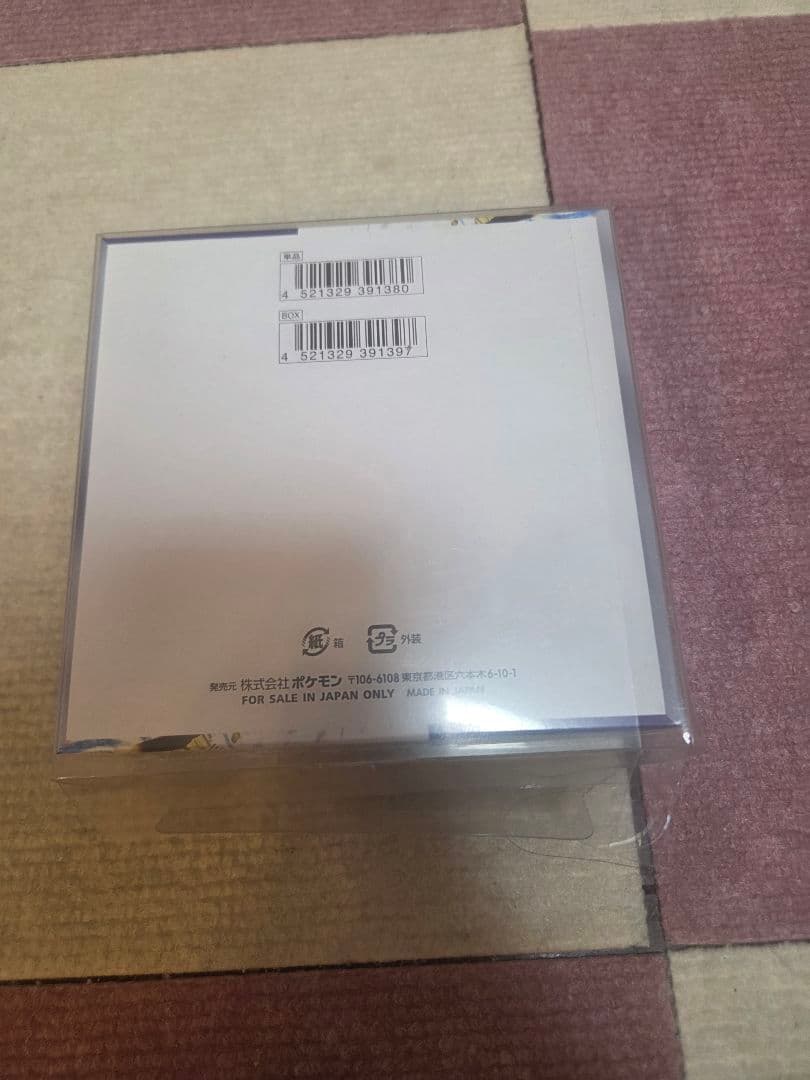 単品
4 521329 391380
BOX
4 521329 391397
紙 箱 プラ 外装
発売元 株式会社 ポケモン 〒106-6108 東京都港区六本木6-10-1
FOR SALE IN JAPAN ONLY MADE IN JAPAN